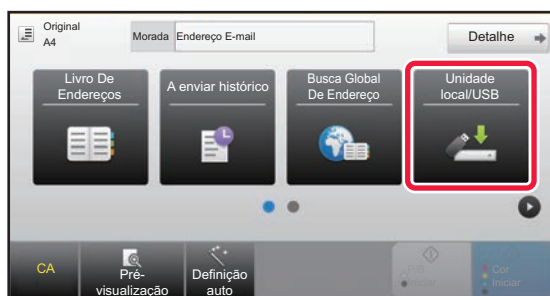 Original
A4
Morada Endereço E-mail
Detalhe
Livro De
Endereços
A enviar histórico
Busca Global
De Endereço
Unidade
local/USB
CA
Pré-
visualização
Definição
auto
P/B
Iniciar
Cor
Iniciar